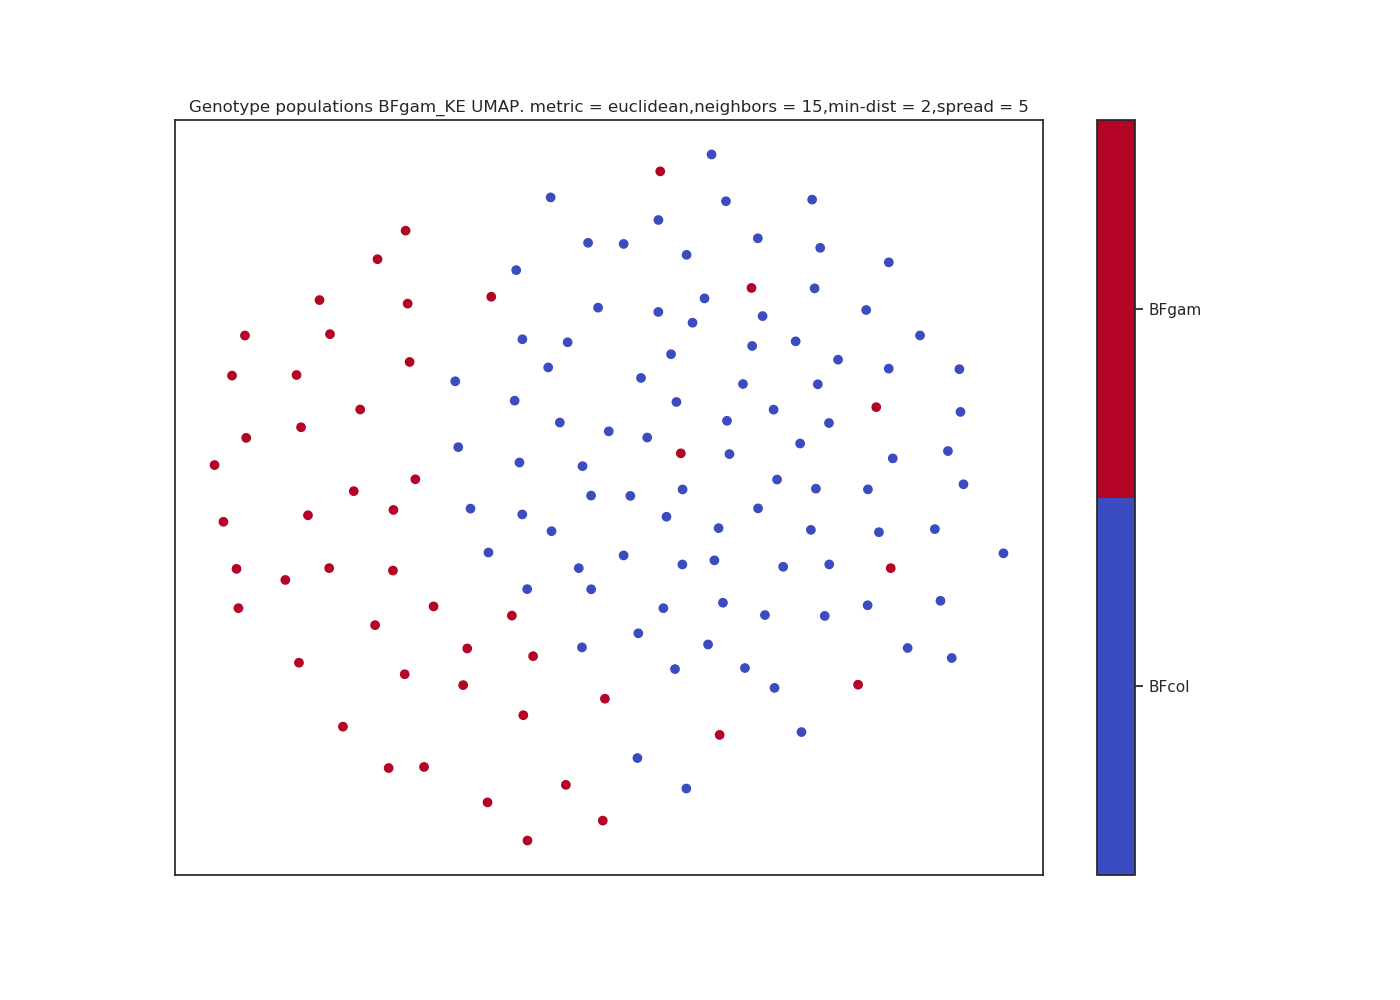 Genotype populations BFgam_KE UMAP. metric = euclidean,neighbors = 15,min-dist = 2,spread = 5
BFgam
BFcol